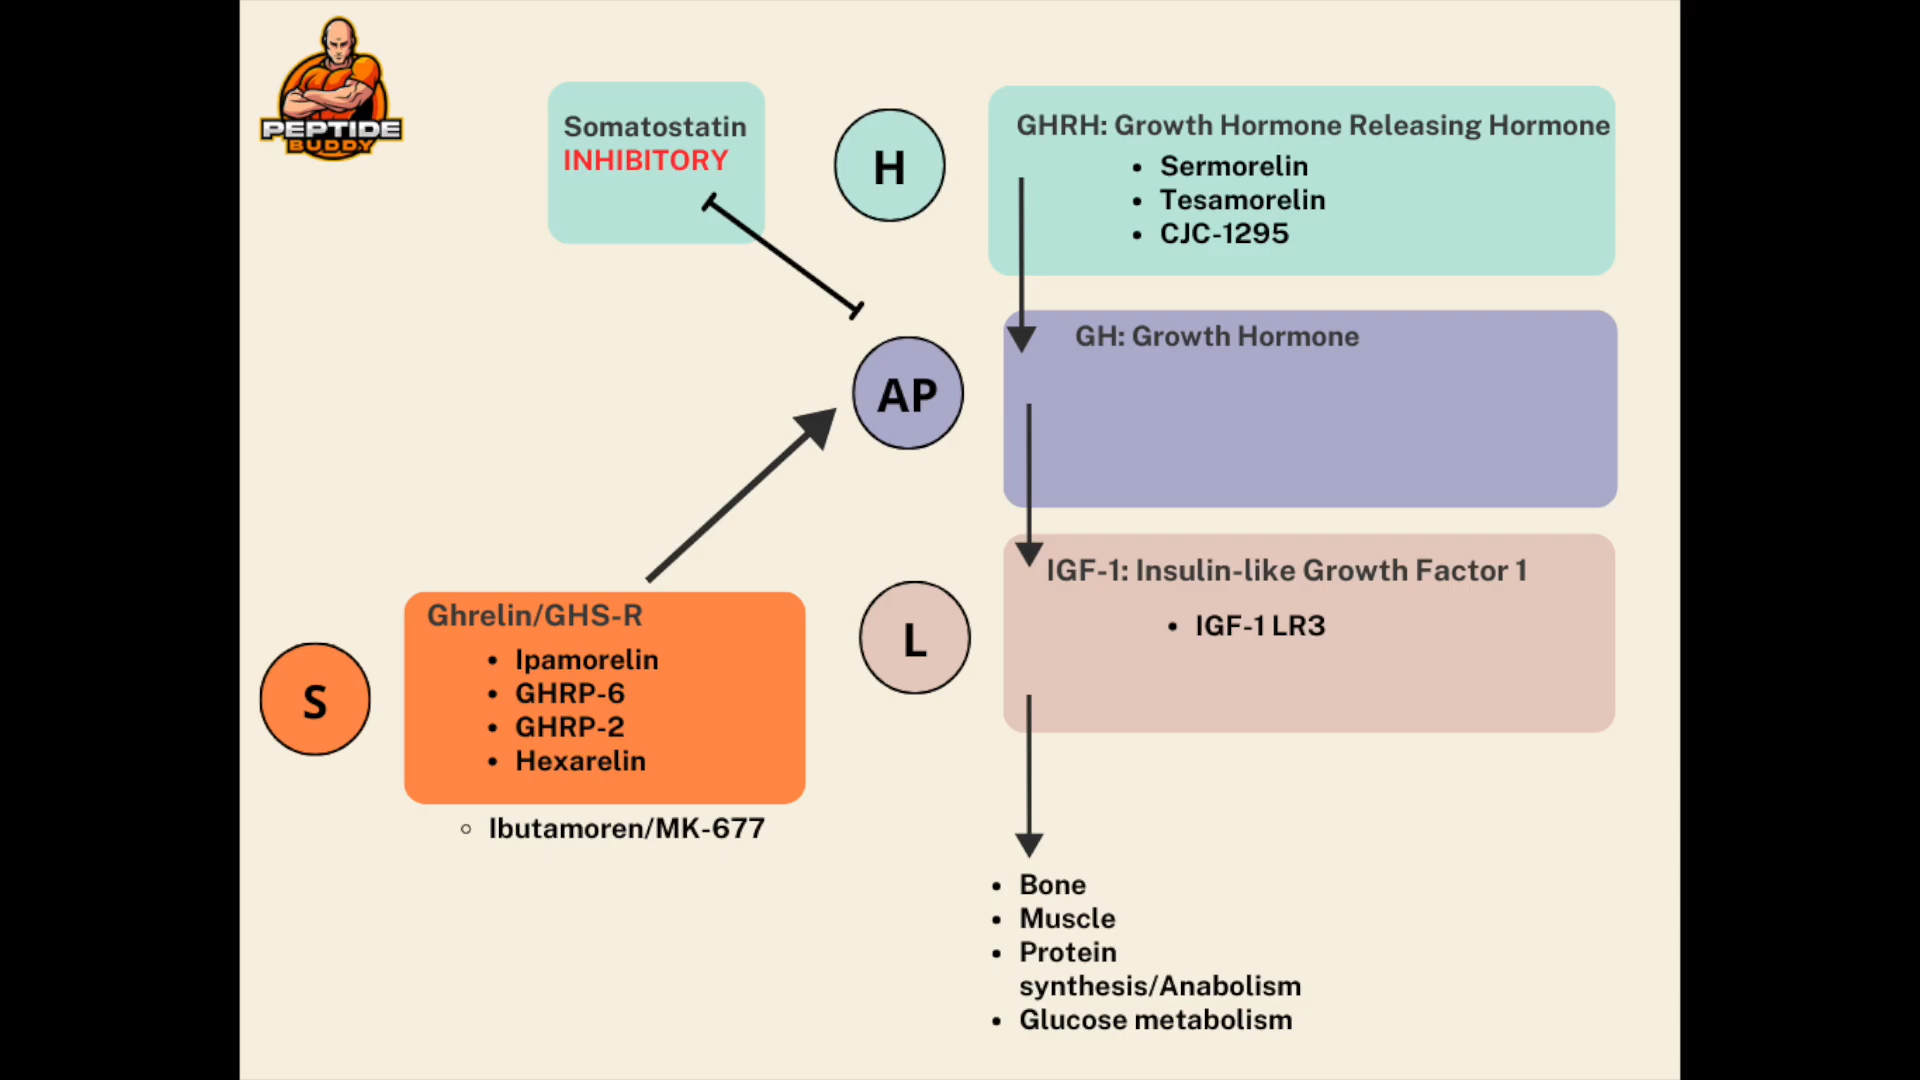 PEPTIDE
BUDDY
Somatostatin
INHIBITORY
H
GHRH: Growth Hormone Releasing Hormone
• Sermorelin
• Tesamorelin
• CJC-1295
AP
GH: Growth Hormone
S
Ghrelin/GHS-R
• Ipamorelin
• GHRP-6
• GHRP-2
• Hexarelin
◦ Ibutamoren/MK-677
L
IGF-1: Insulin-like Growth Factor 1
• IGF-1 LR3
• Bone
• Muscle
• Protein
synthesis/Anabolism
• Glucose metabolism